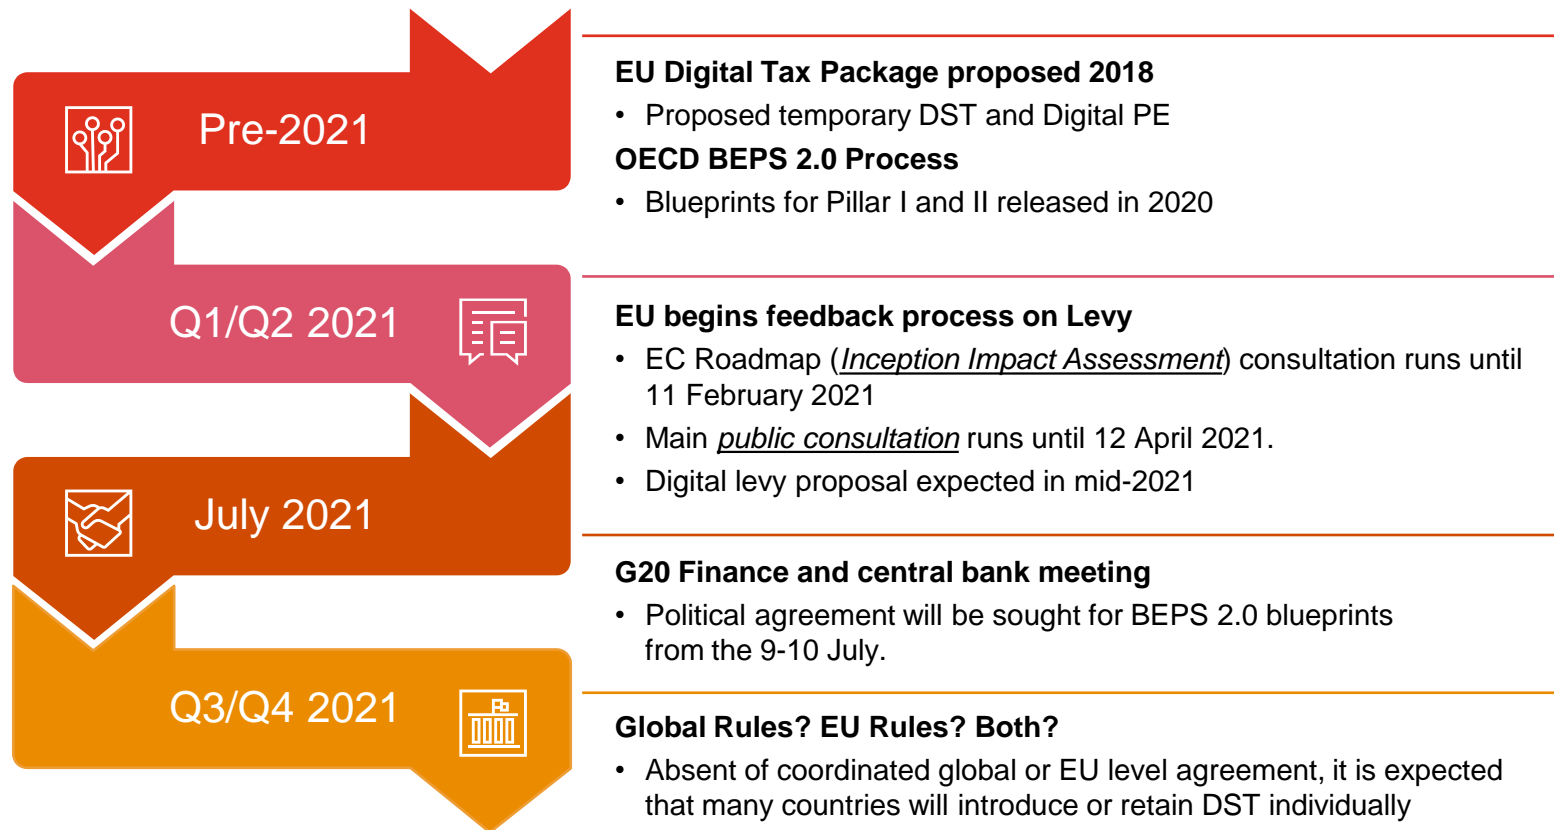 Pre-2021
EU Digital Tax Package proposed 2018
• Proposed temporary DST and Digital PE
OECD BEPS 2.0 Process
• Blueprints for Pillar I and II released in 2020
Q1/Q2 2021
EU begins feedback process on Levy
• EC Roadmap (Inception Impact Assessment) consultation runs until
11 February 2021
• Main public consultation runs until 12 April 2021.
• Digital levy proposal expected in mid-2021
July 2021
G20 Finance and central bank meeting
• Political agreement will be sought for BEPS 2.0 blueprints
from the 9-10 July.
Q3/Q4 2021
Global Rules? EU Rules? Both?
• Absent of coordinated global or EU level agreement, it is expected
that many countries will introduce or retain DST individually